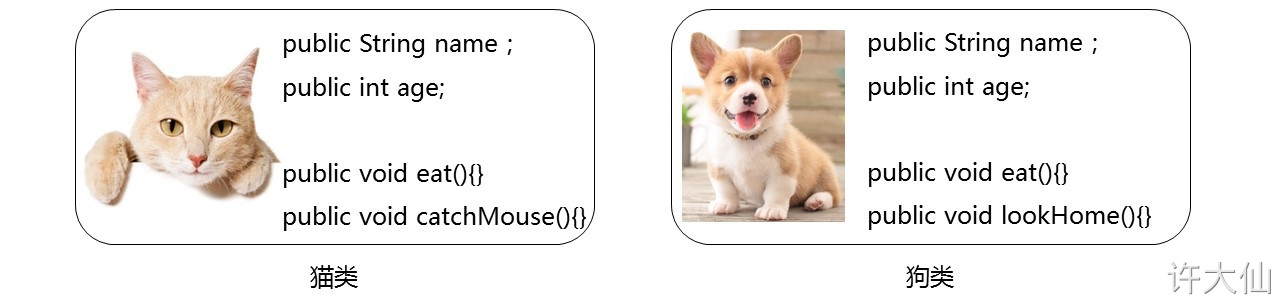 public String name ;
public int age;
public void eat(){}
public void catchMouse(){}
猫类
public String name ;
public int age;
public void eat(){}
public void lookHome(){}
狗类
许大仙